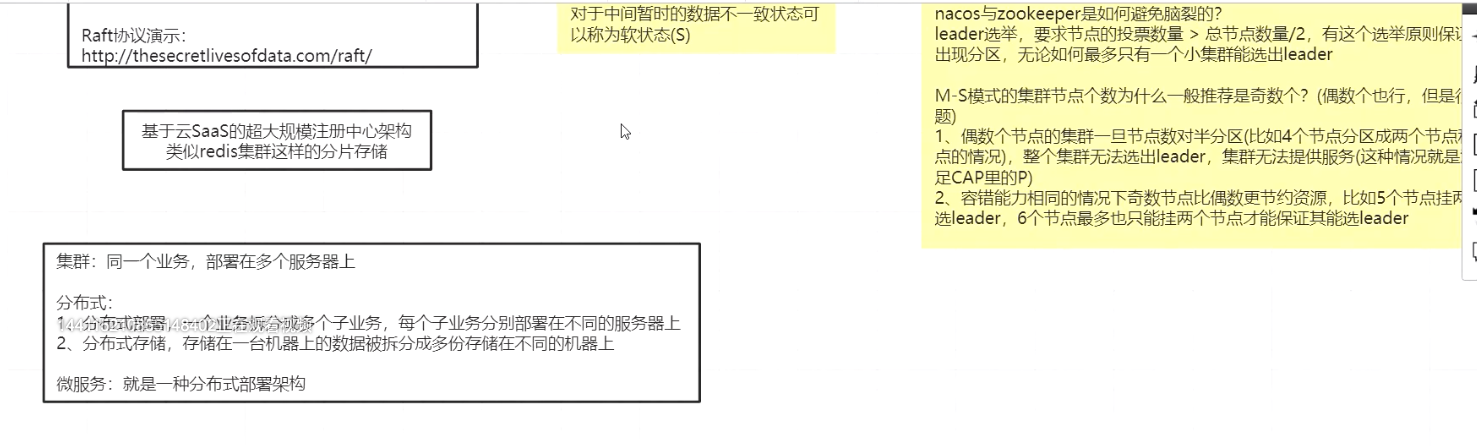 Raft协议演示：
http://thesecretlivesofdata.com/raft/
对于中间暂时的数据不一致状态可
以称为软状态(S)
nacos与zookeeper是如何避免脑裂的？
leader选举，要求节点的投票数量 > 总节点数量/2，有这个选举原则保证
出现分区，无论如何最多只有一个小集群能选出leader
M-S模式的集群节点个数为什么一般推荐是奇数个？(偶数个也行，但是
题)
1、偶数个节点的集群一旦节点数对半分区(比如4个节点分区成两个节点
点的情况)，整个集群无法选出leader，集群无法提供服务(这种情况就是
足CAP里的P)
2、容错能力相同的情况下奇数节点比偶数更节约资源，比如5个节点挂两
选leader，6个节点最多也只能挂两个节点才能保证其能选leader
基于云SaaS的超大规模注册中心架构
类似redis集群这样的分片存储
集群：同一个业务，部署在多个服务器上
分布式：
1、分布式部署，一个业务拆分成多个子业务，每个子业务分别部署在不同的服务器上
2、分布式存储，存储在一台机器上的数据被拆分成多份存储在不同的机器上
微服务：就是一种分布式部署架构